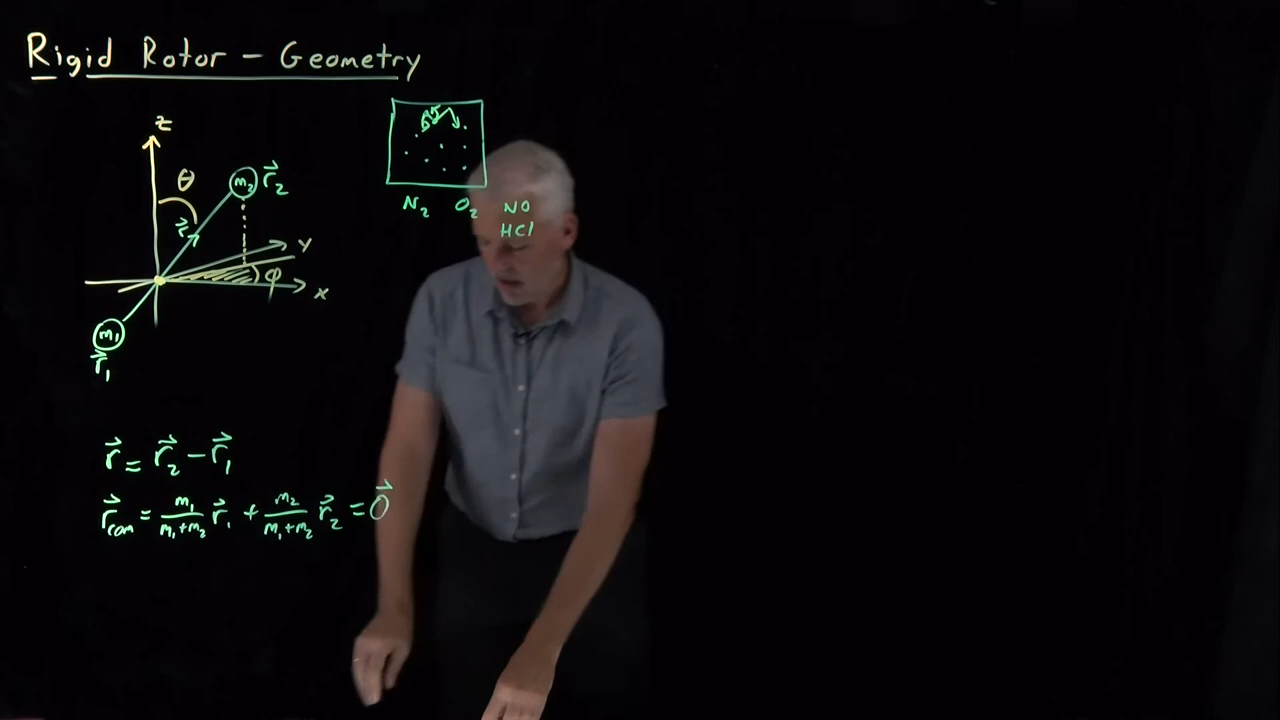 Rigid Rotor – Geometry
z
θ
m₂ r⃗₂
r⃗
y
φ
x
m₁
r⃗₁
N₂ O₂ NO
HCl
r⃗ = r⃗₂ − r⃗₁
r⃗com = m₁/(m₁+m₂) r⃗₁ + m₂/(m₁+m₂) r⃗₂ = 0⃗